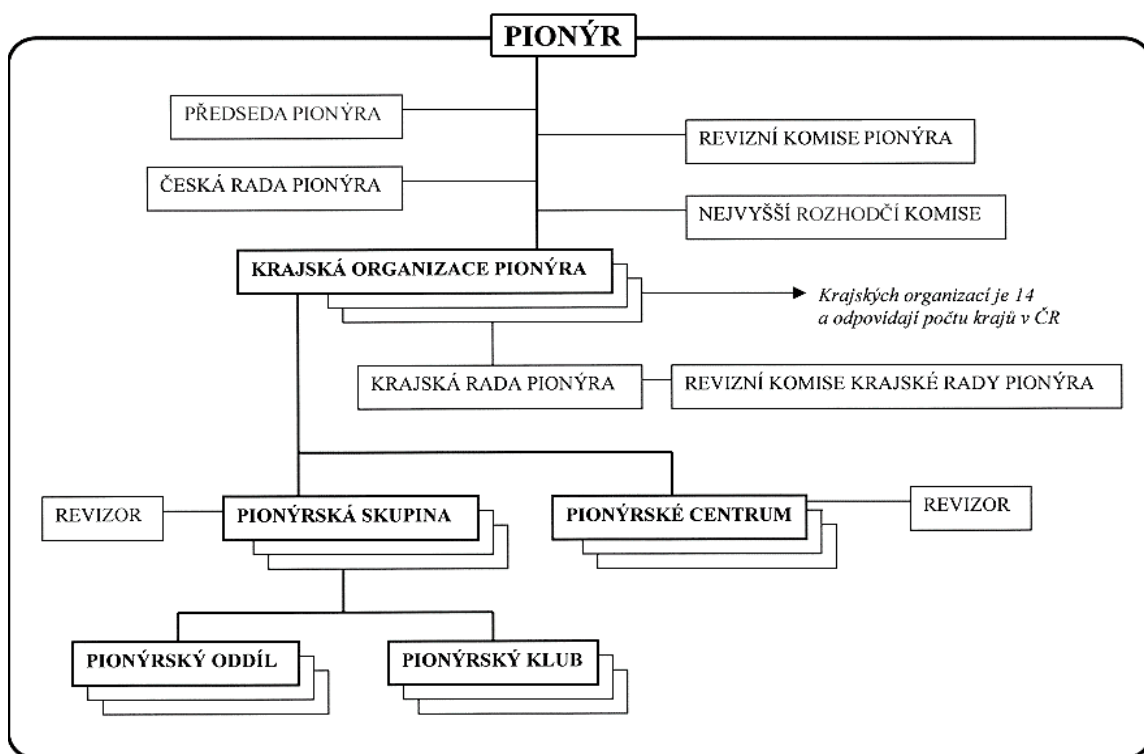 PIONÝR
PŘEDSEDA PIONÝRA
REVIZNÍ KOMISE PIONÝRA
ČESKÁ RADA PIONÝRA
NEJVYŠŠÍ ROZHODČÍ KOMISE
KRAJSKÁ ORGANIZACE PIONÝRA
Krajských organizací je 14
a odpovídají počtu krajů v ČR
KRAJSKÁ RADA PIONÝRA
REVIZNÍ KOMISE KRAJSKÉ RADY PIONÝRA
REVIZOR
PIONÝRSKÁ SKUPINA
PIONÝRSKÉ CENTRUM
REVIZOR
PIONÝRSKÝ ODDÍL
PIONÝRSKÝ KLUB